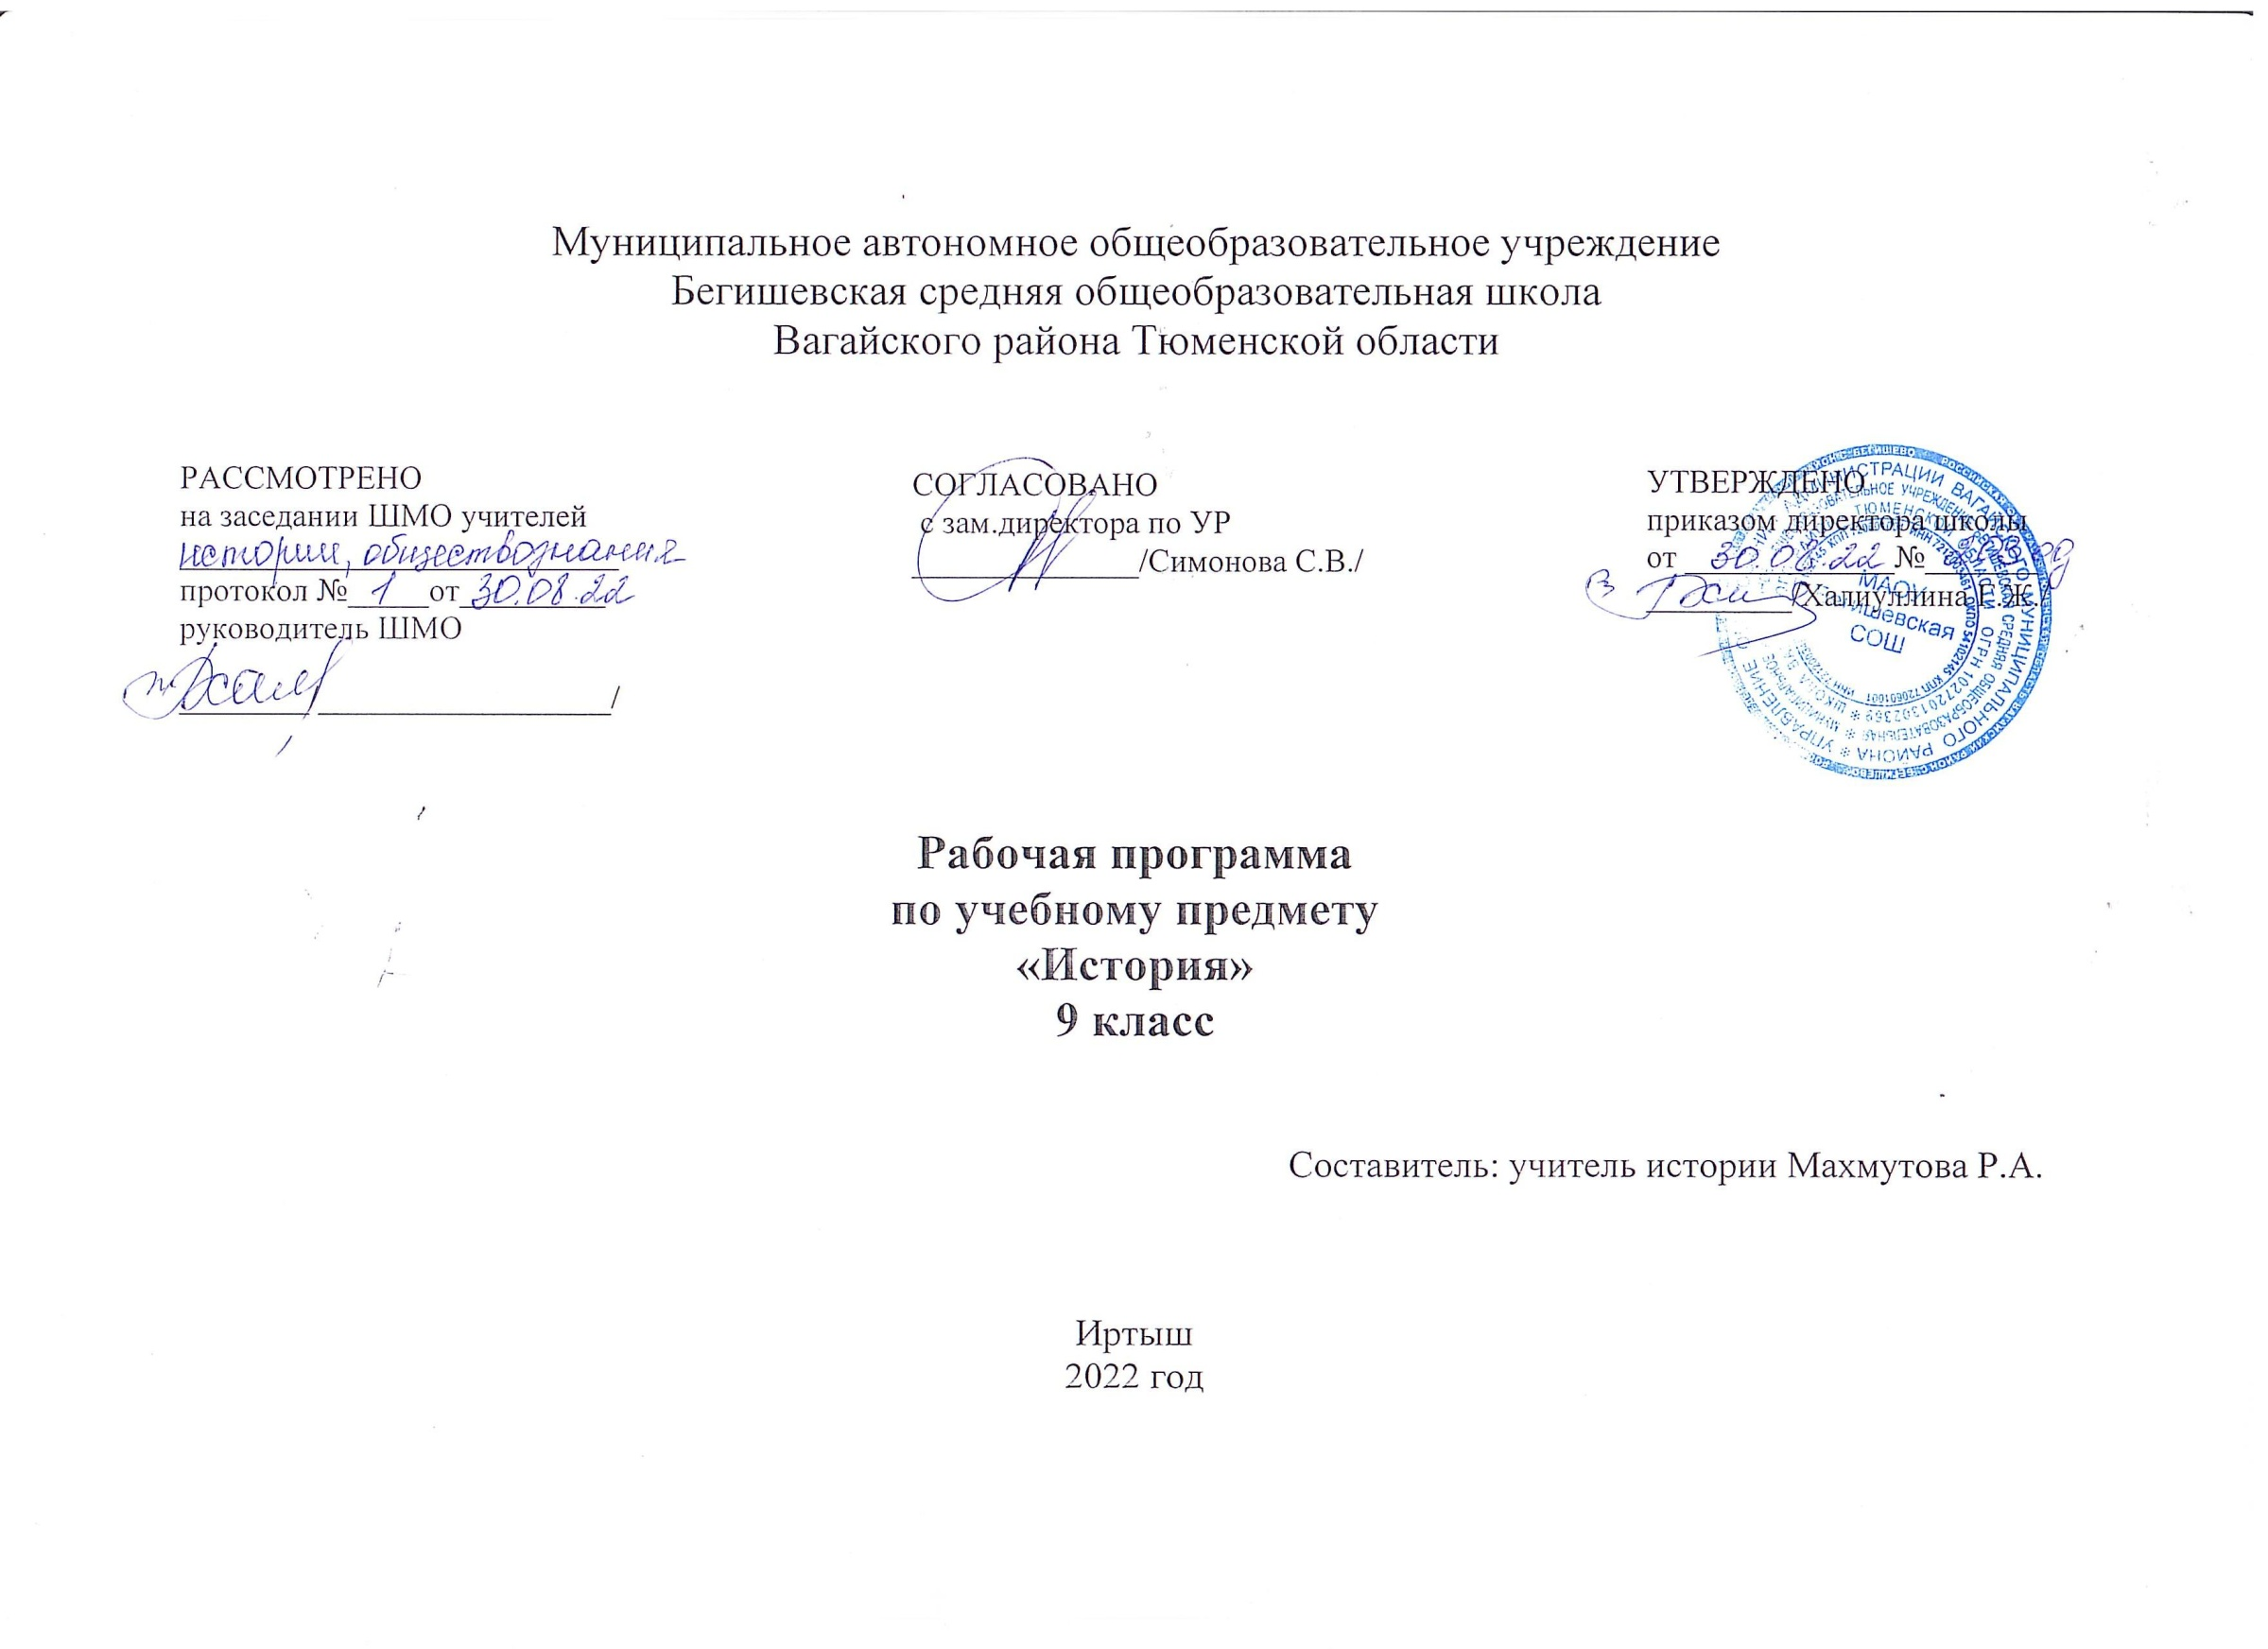 Муниципальное автономное общеобразовательное учреждение
Бегишевская средняя общеобразовательная школа
Вагайского района Тюменской области
РАССМОТРЕНО
на заседании ШМО учителей
истории, обществознания
протокол № 1 от 30.08.22
руководитель ШМО
/
СОГЛАСОВАНО
с зам.директора по УР
/Симонова С.В./
УТВЕРЖДЕНО
приказом директора школы
от 30.08.22 №
/Халиуллина Г.Ж./
МАОУ
Бегишевская
СОШ
Рабочая программа
по учебному предмету
«История»
9 класс
Составитель: учитель истории Махмутова Р.А.
Иртыш
2022 год